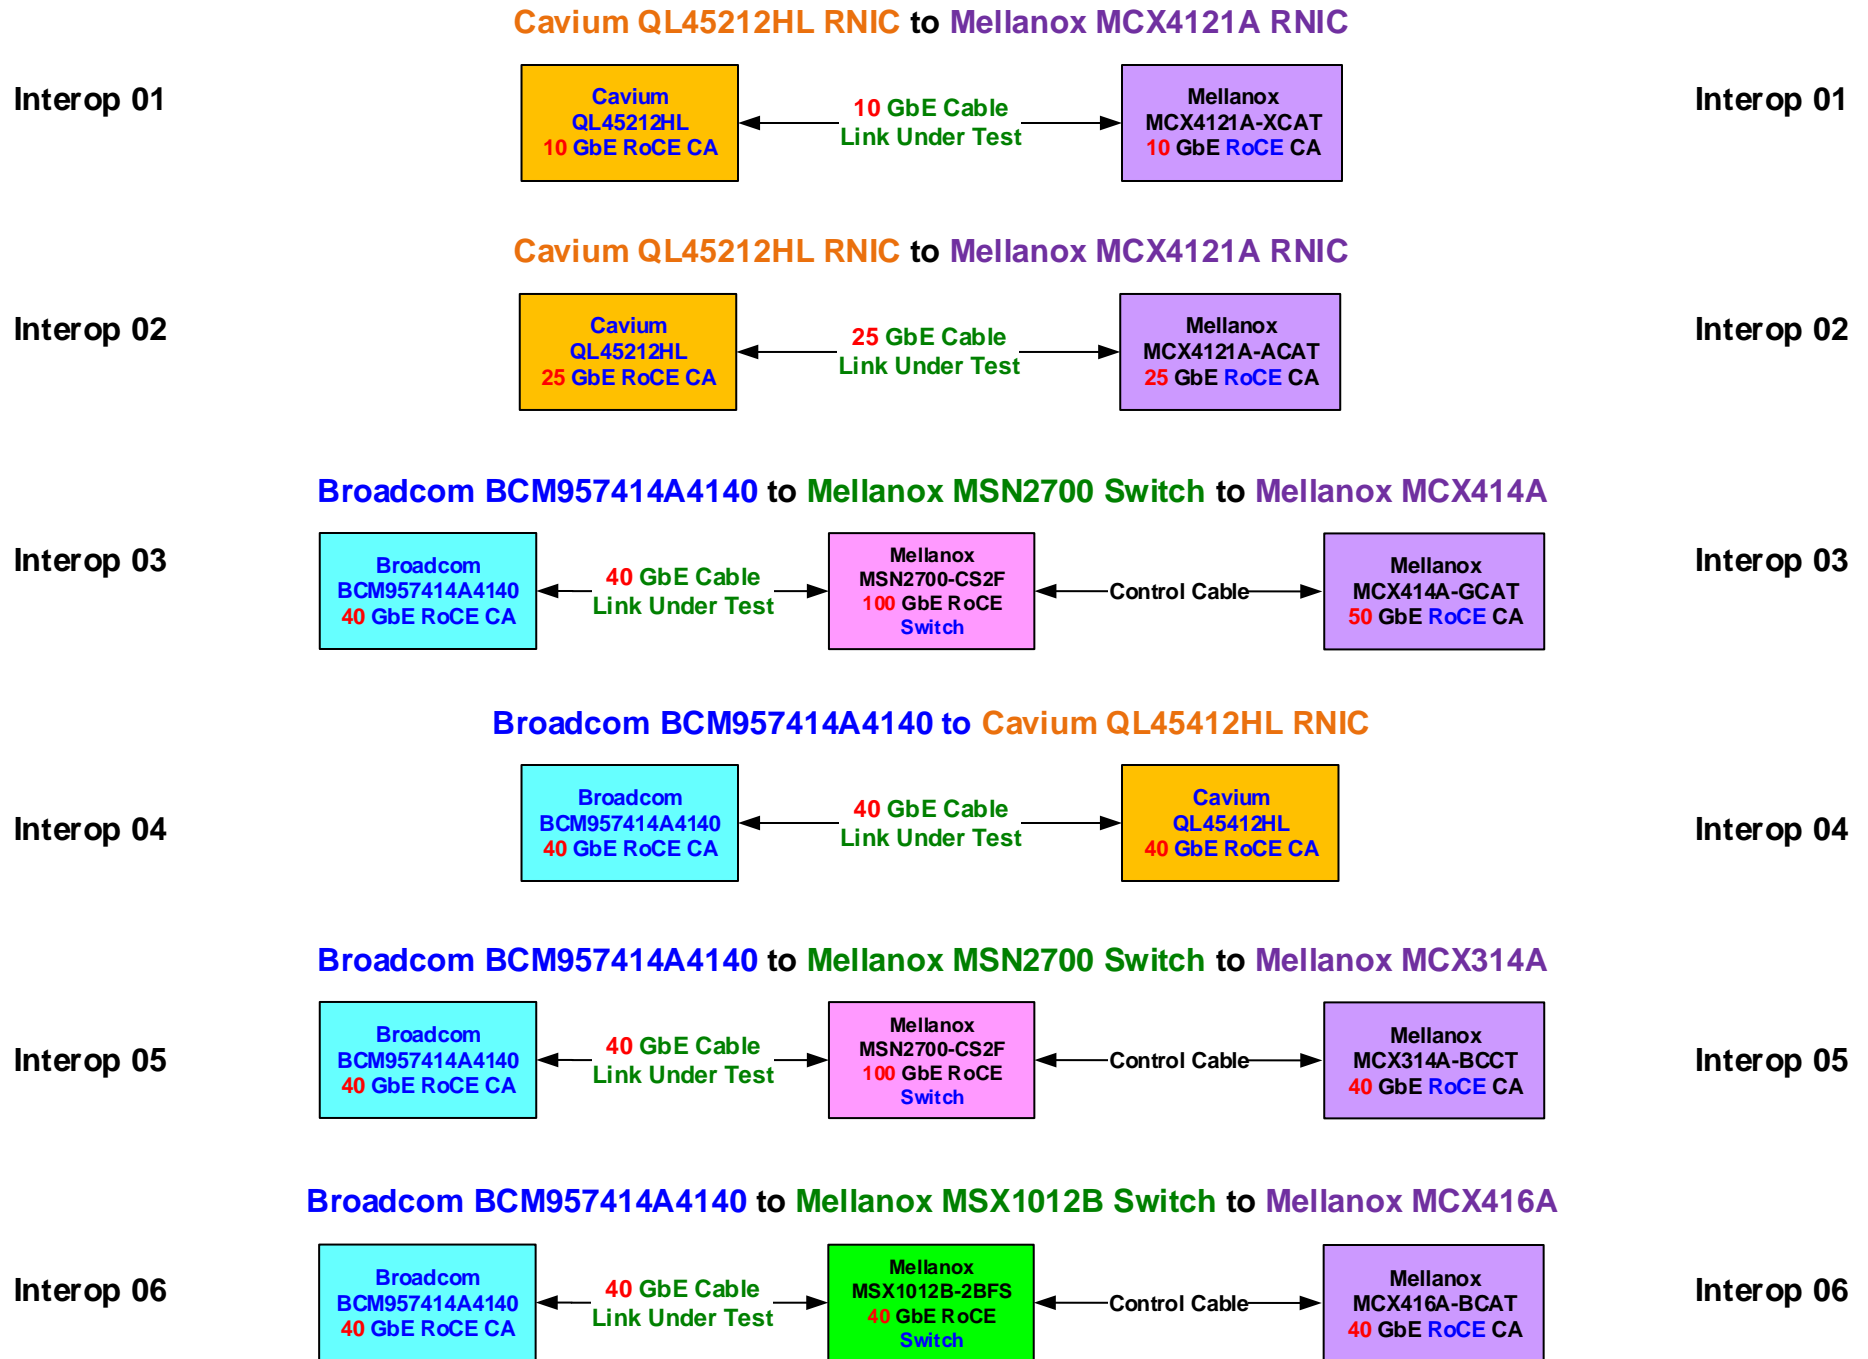 Cavium QL45212HL RNIC to Mellanox MCX4121A RNIC
Interop 01
Cavium
QL45212HL
10 GbE RoCE CA
10 GbE Cable
Link Under Test
Mellanox
MCX4121A-XCAT
10 GbE RoCE CA
Interop 01
Cavium QL45212HL RNIC to Mellanox MCX4121A RNIC
Interop 02
Cavium
QL45212HL
25 GbE RoCE CA
25 GbE Cable
Link Under Test
Mellanox
MCX4121A-ACAT
25 GbE RoCE CA
Interop 02
Broadcom BCM957414A4140 to Mellanox MSN2700 Switch to Mellanox MCX414A
Interop 03
Broadcom
BCM957414A4140
40 GbE RoCE CA
40 GbE Cable
Link Under Test
Mellanox
MSN2700-CS2F
100 GbE RoCE
Switch
Control Cable
Mellanox
MCX414A-GCAT
50 GbE RoCE CA
Interop 03
Broadcom BCM957414A4140 to Cavium QL45412HL RNIC
Interop 04
Broadcom
BCM957414A4140
40 GbE RoCE CA
40 GbE Cable
Link Under Test
Cavium
QL45412HL
40 GbE RoCE CA
Interop 04
Broadcom BCM957414A4140 to Mellanox MSN2700 Switch to Mellanox MCX314A
Interop 05
Broadcom
BCM957414A4140
40 GbE RoCE CA
40 GbE Cable
Link Under Test
Mellanox
MSN2700-CS2F
100 GbE RoCE
Switch
Control Cable
Mellanox
MCX314A-BCCT
40 GbE RoCE CA
Interop 05
Broadcom BCM957414A4140 to Mellanox MSX1012B Switch to Mellanox MCX416A
Interop 06
Broadcom
BCM957414A4140
40 GbE RoCE CA
40 GbE Cable
Link Under Test
Mellanox
MSX1012B-2BFS
40 GbE RoCE
Switch
Control Cable
Mellanox
MCX416A-BCAT
40 GbE RoCE CA
Interop 06